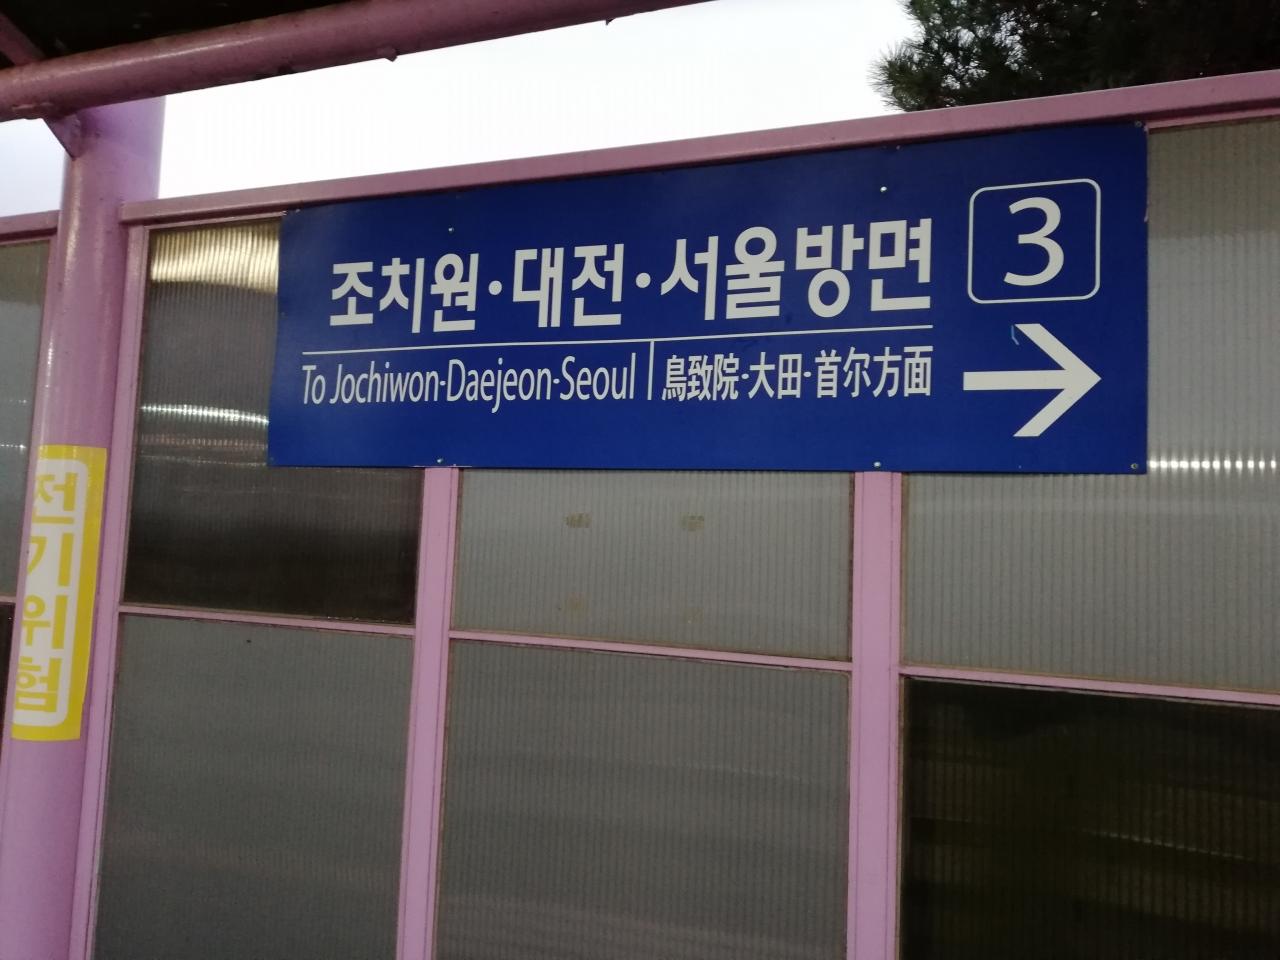 조치원·대전·서울방면
3
To Jochiwon·Daejeon·Seoul
鳥致院·大田·首尔方面
전기위험